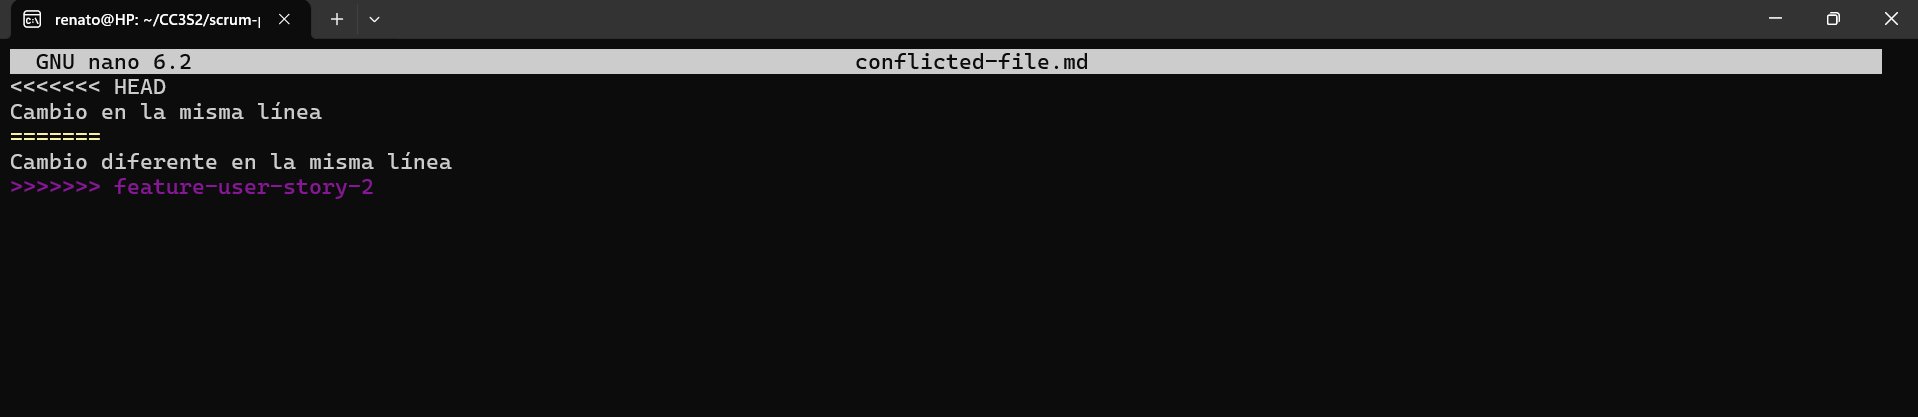 renato@HP: ~/CC3S2/scrum-p
GNU nano 6.2 conflicted-file.md
<<<<<<< HEAD
Cambio en la misma línea
=======
Cambio diferente en la misma línea
>>>>>>> feature-user-story-2